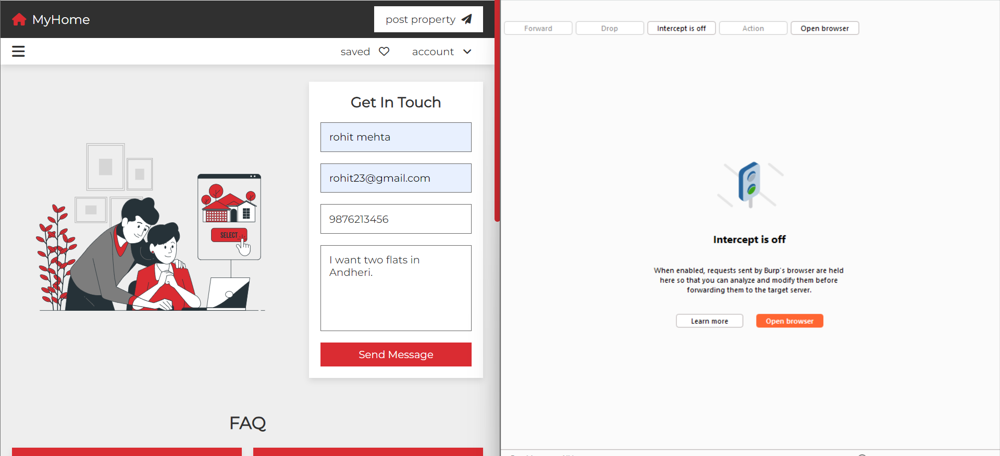 MyHome
post property
saved
account
Get In Touch
rohit mehta
rohit23@gmail.com
9876213456
I want two flats in
Andheri.
Send Message
SELECT
FAQ
Forward
Drop
Intercept is off
Action
Open browser
Intercept is off
When enabled, requests sent by Burp's browser are held
here so that you can analyze and modify them before
forwarding them to the target server.
Learn more
Open browser